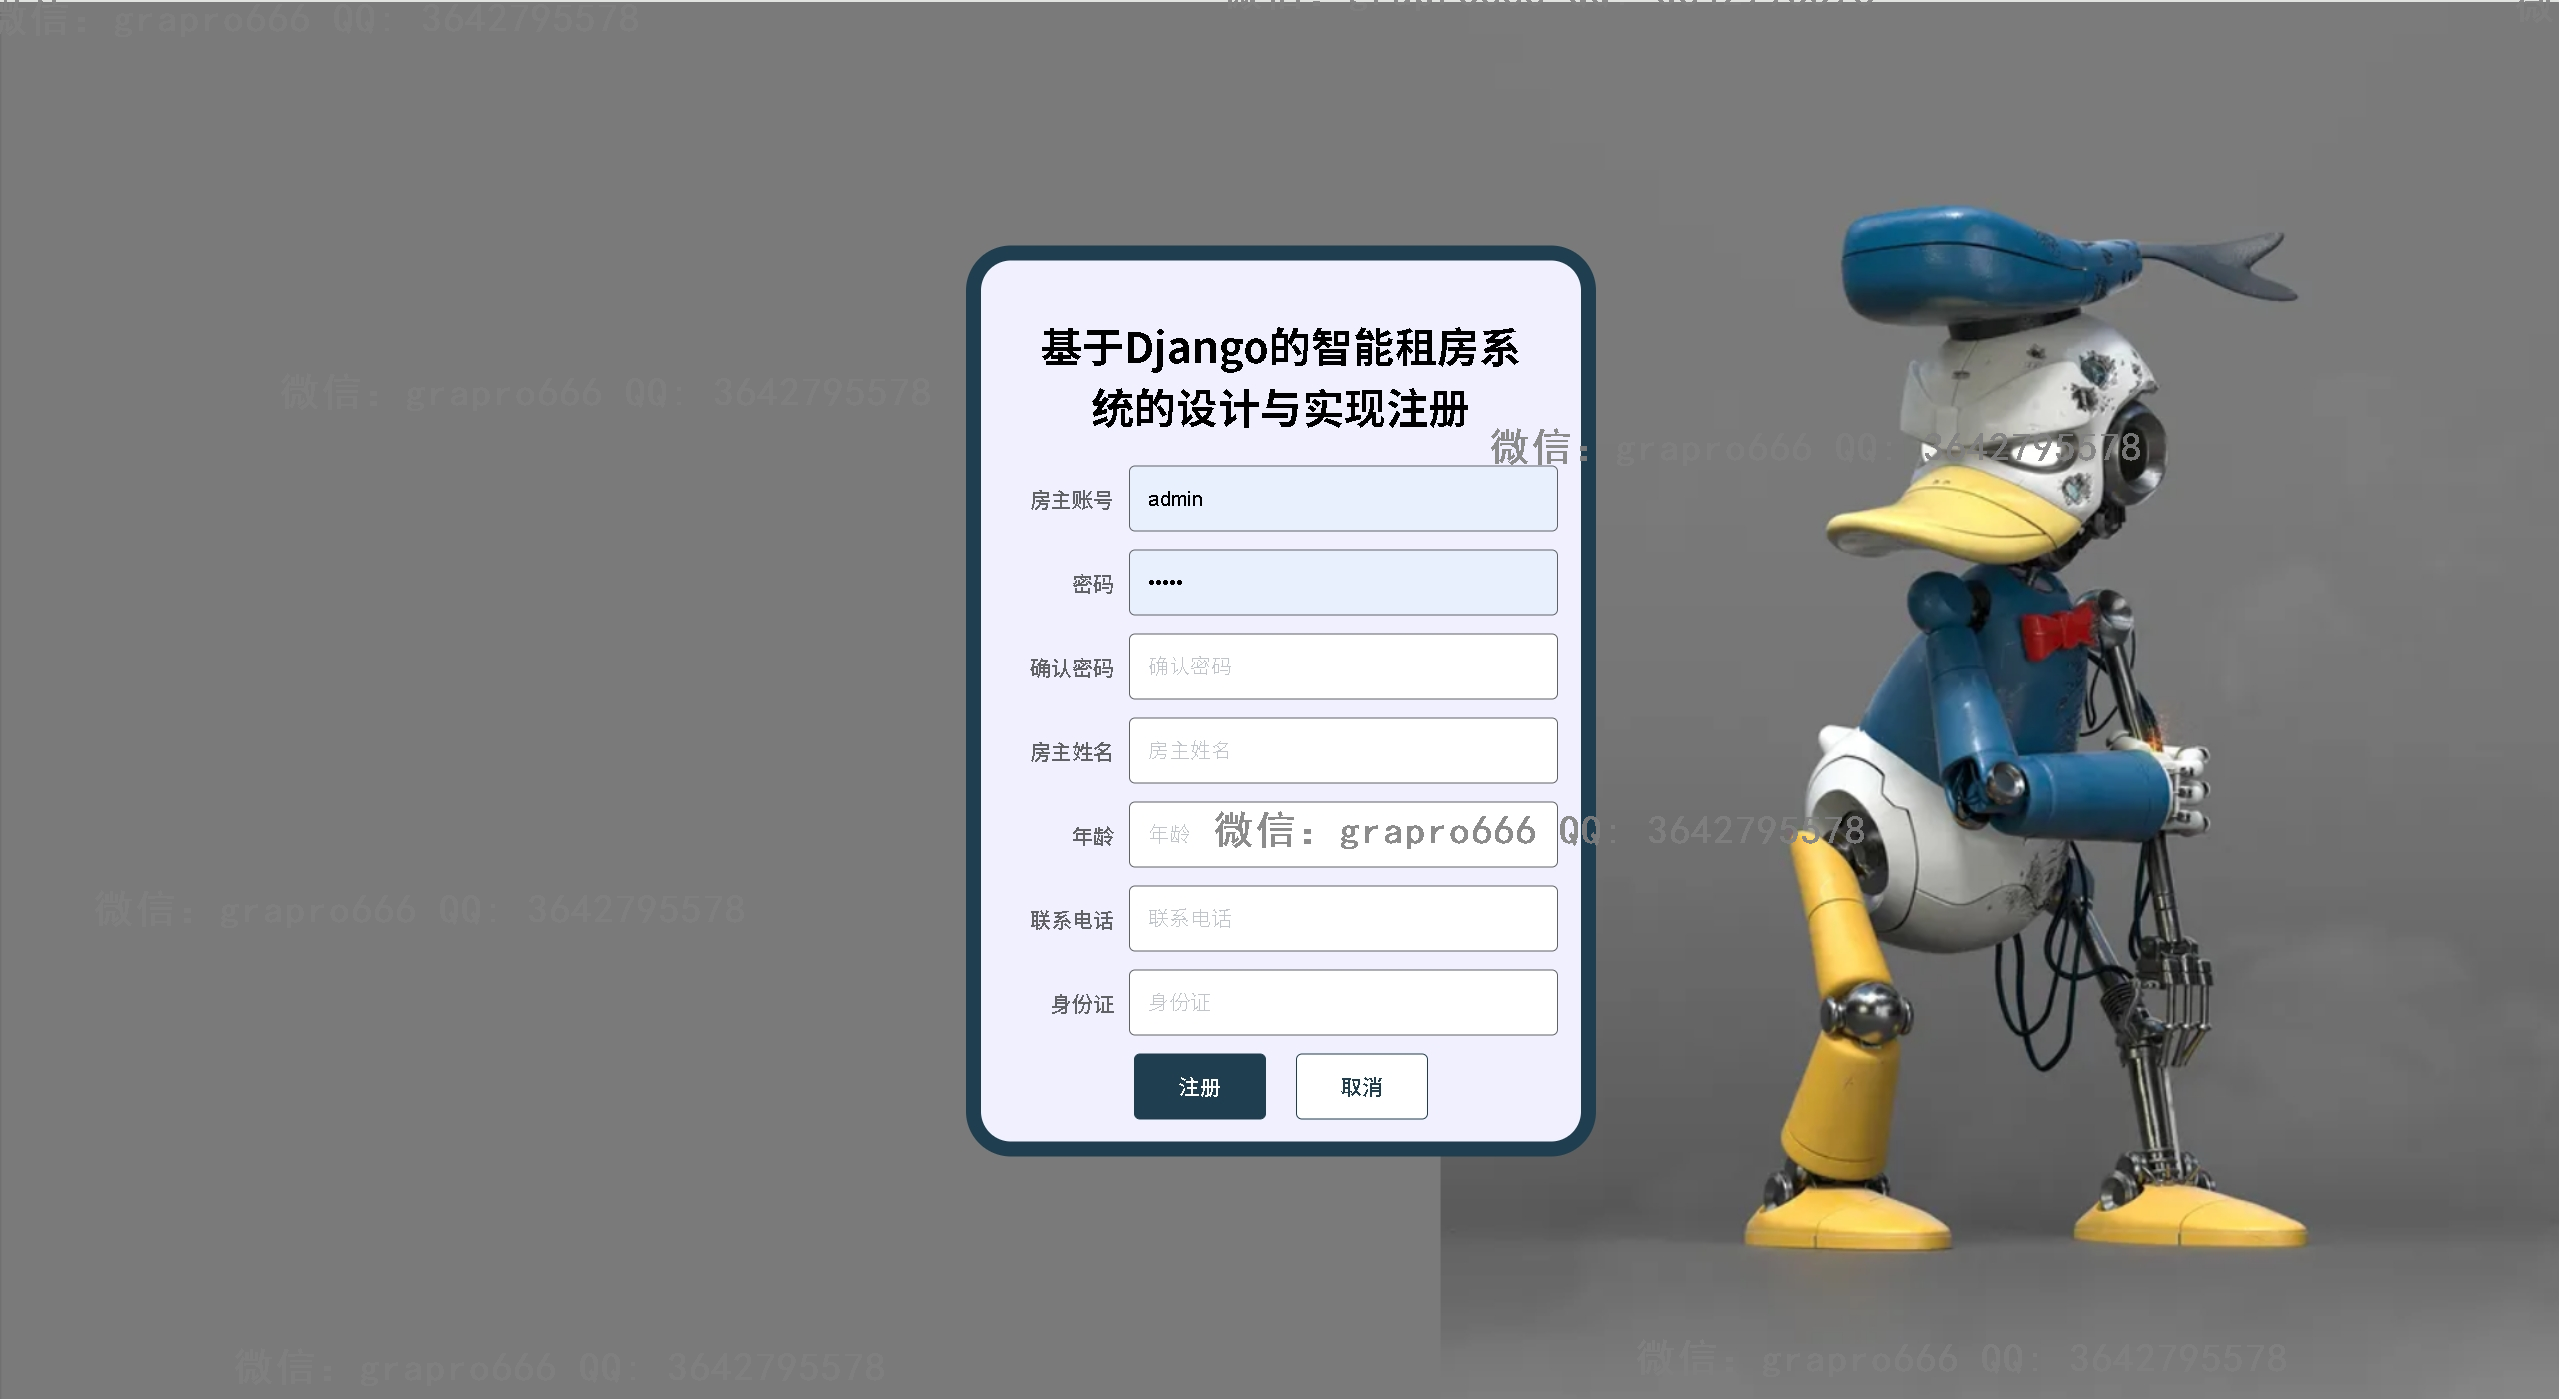 微信: grapro666 QQ: 3642795578
基于Django的智能租房系
统的设计与实现注册
微信: grapro666 QQ: 3642795578
微信: grapro666 QQ: 3642795578
房主账号 admin
密码 •••••
确认密码 确认密码
房主姓名 房主姓名
年龄 年龄
微信: grapro666 QQ: 3642795578
联系电话 联系电话
微信: grapro666 QQ: 3642795578
身份证 身份证
注册 取消
微信: grapro666 QQ: 3642795578
微信: grapro666 QQ: 3642795578